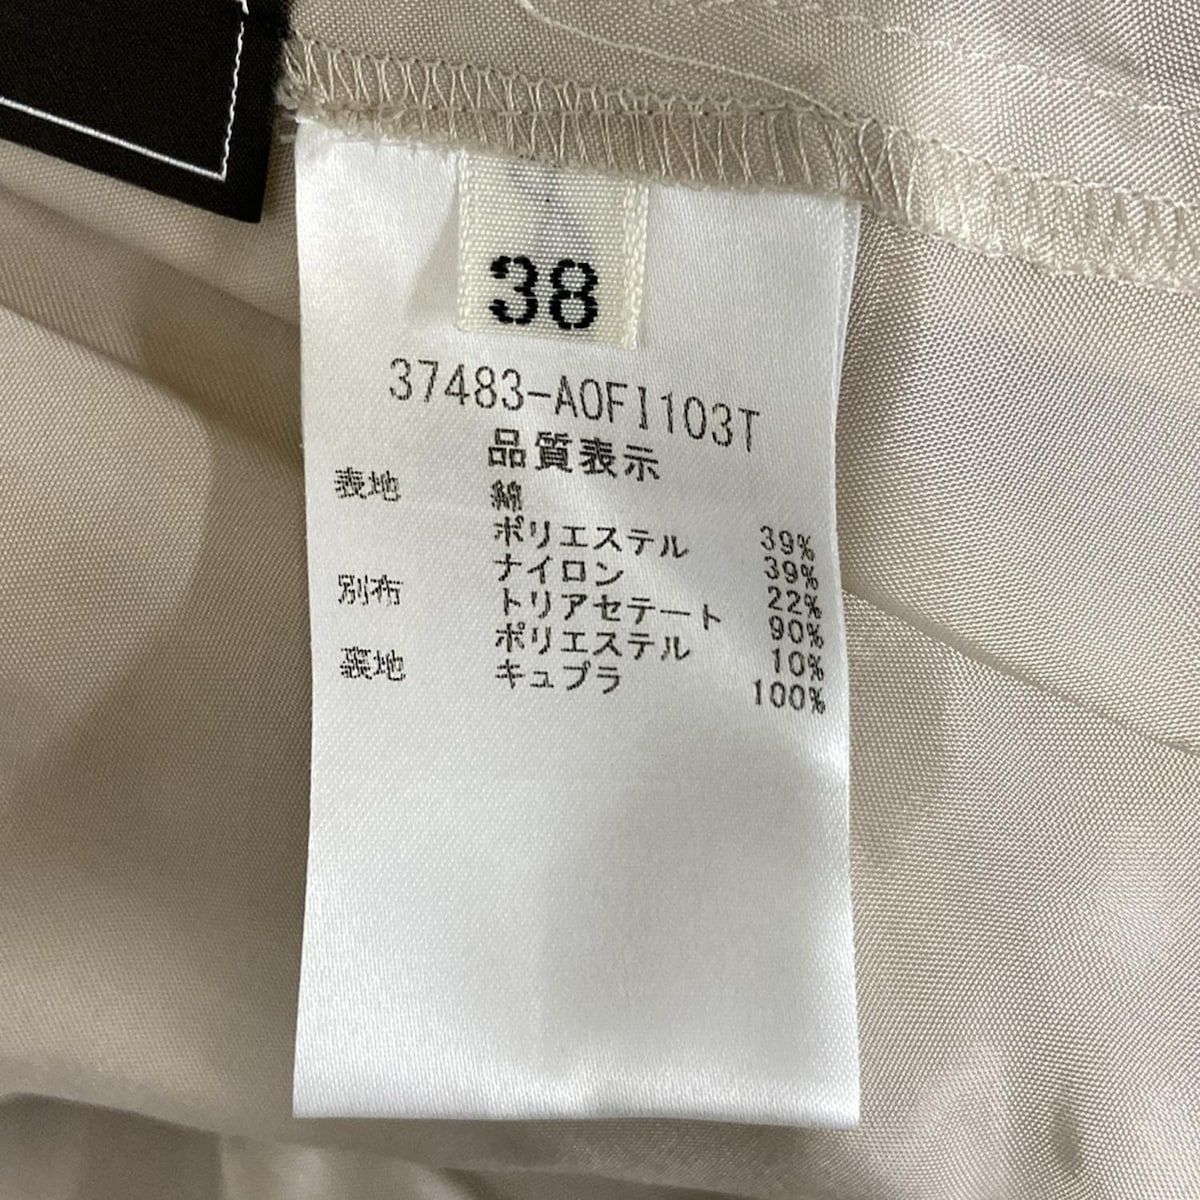 38
37483-A0FI103T
品質表示
表地 綿 39%
ポリエステル 39%
ナイロン 22%
別布 トリアセテート 90%
ポリエステル 10%
裏地 キュプラ 100%